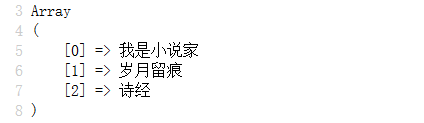 3 Array
4 (
5     [0] => 我是小说家
6     [1] => 岁月留痕
7     [2] => 诗经
8 )